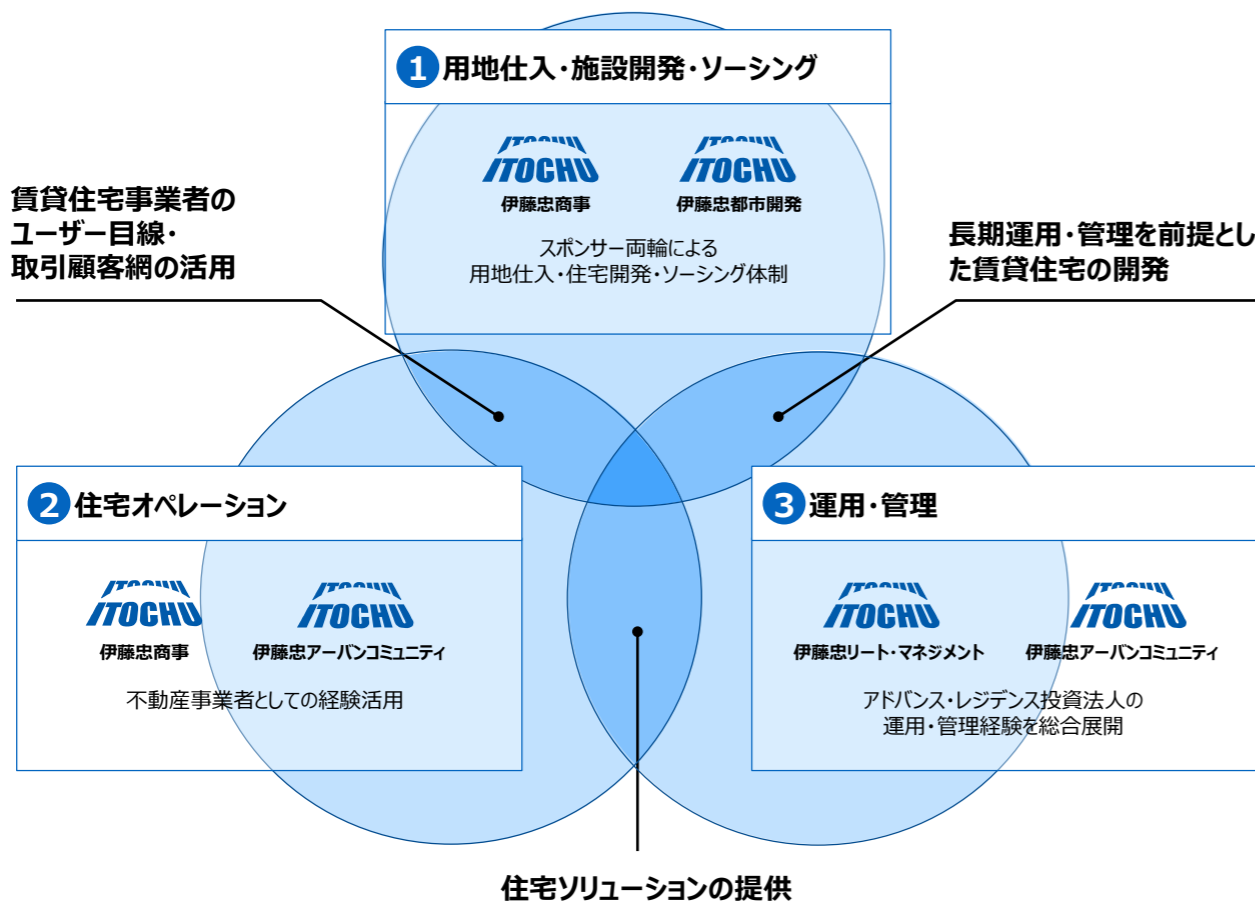 1 用地仕入・施設開発・ソーシング
ITOCHU ITOCHU
ITOCHU ITOCHU
伊藤忠商事 伊藤忠都市開発
スポンサー両輪による
用地仕入・住宅開発・ソーシング体制
賃貸住宅事業者の
ユーザー目線・
取引顧客網の活用
長期運用・管理を前提とし
た賃貸住宅の開発
2 住宅オペレーション
ITOCHU ITOCHU
ITOCHU ITOCHU
伊藤忠商事 伊藤忠アーバンコミュニティ
不動産事業者としての経験活用
3 運用・管理
ITOCHU ITOCHU
ITOCHU ITOCHU
伊藤忠リート・マネジメント 伊藤忠アーバンコミュニティ
アドバンス・レジデンス投資法人の
運用・管理経験を総合展開
住宅ソリューションの提供